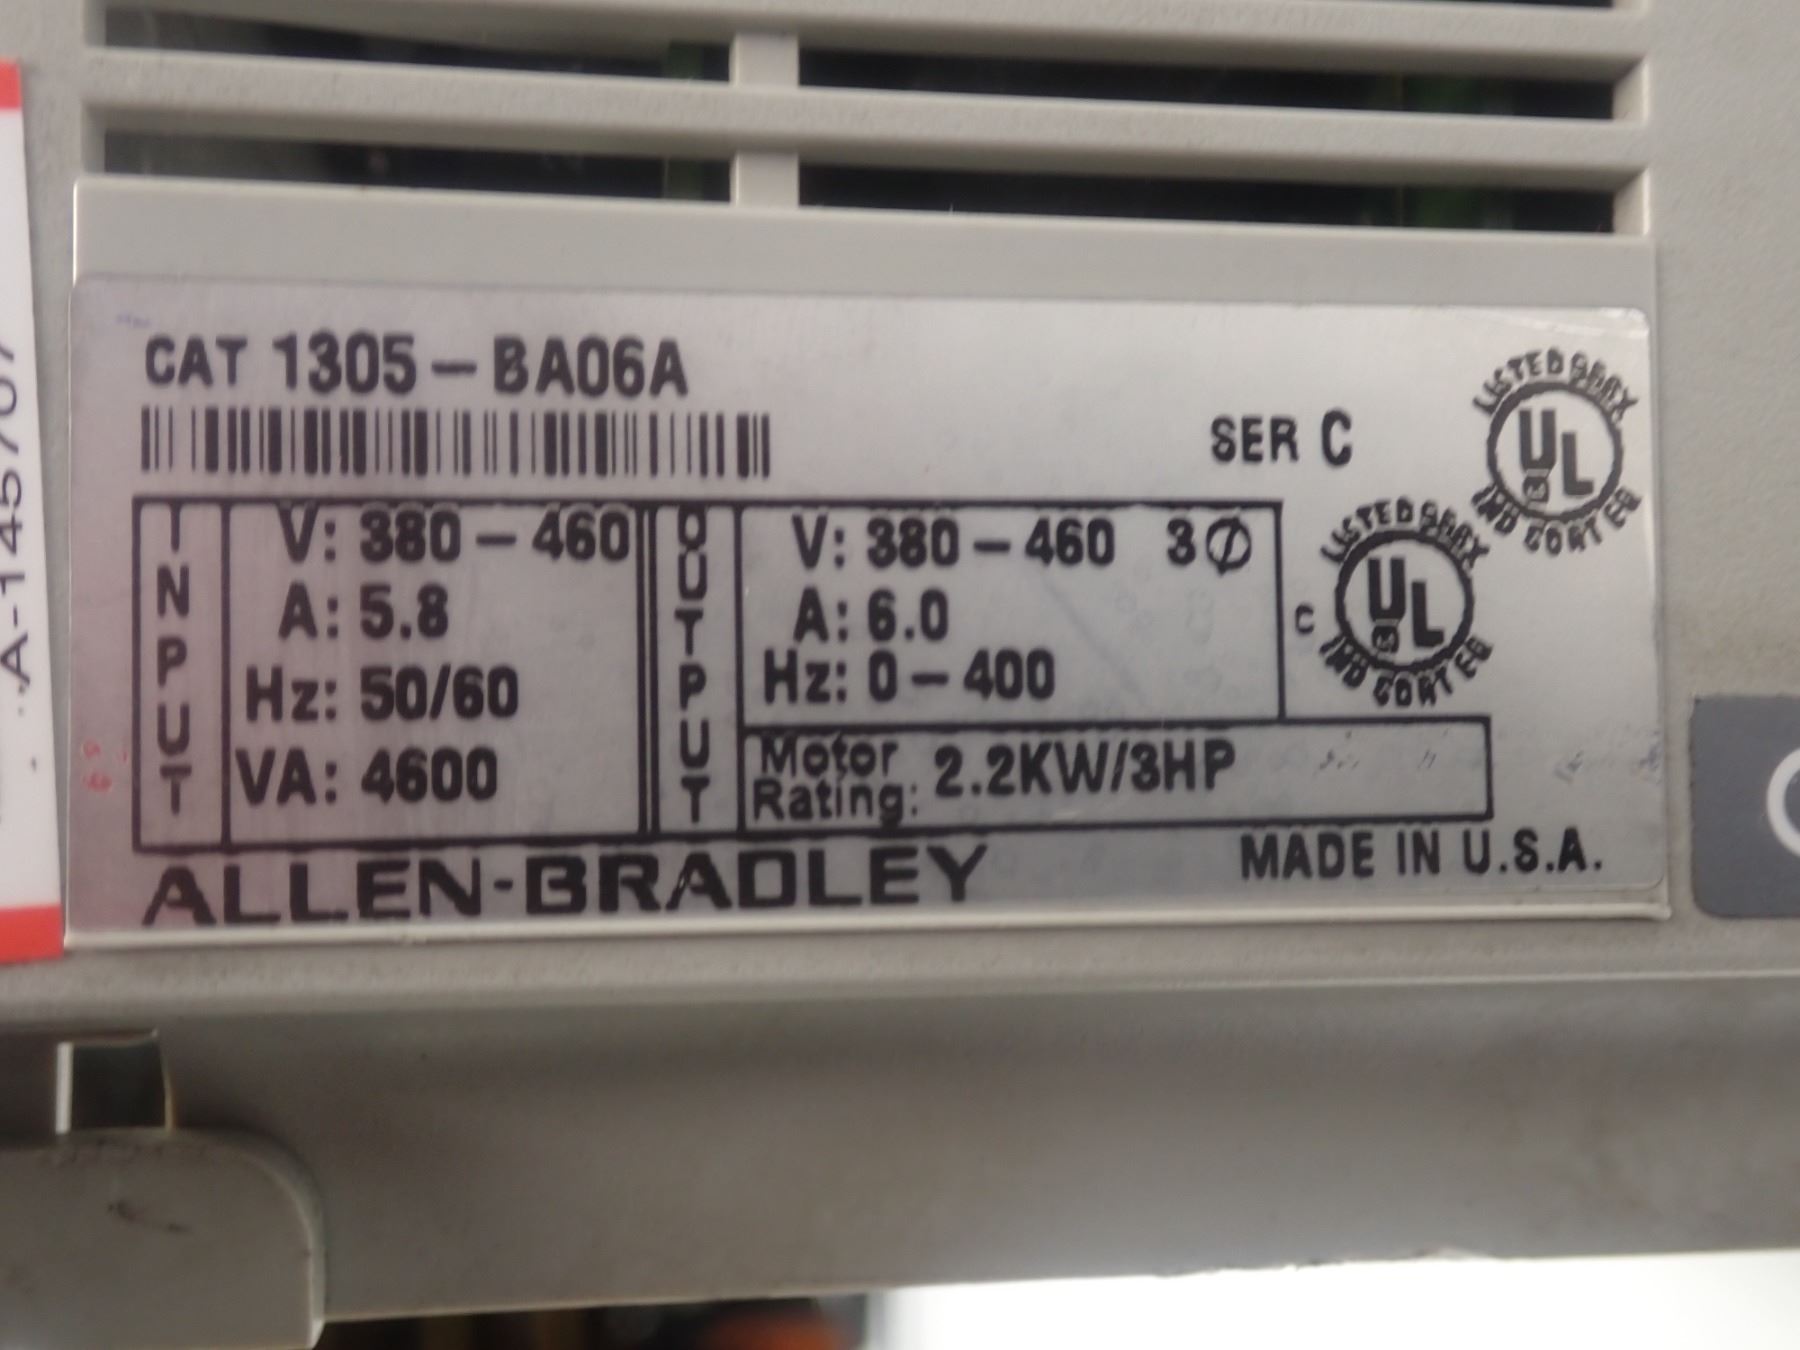 CAT 1305-BA06A
SER C
INPUT
V: 380-460
A: 5.8
Hz: 50/60
VA: 4600
OUTPUT
V: 380-460 3Ø
A: 6.0
Hz: 0-400
Motor Rating: 2.2KW/3HP
LISTED
UL
IND CONT EQ
C
LISTED
UL
IND CONT EQ
ALLEN-BRADLEY
MADE IN U.S.A.
A-145707